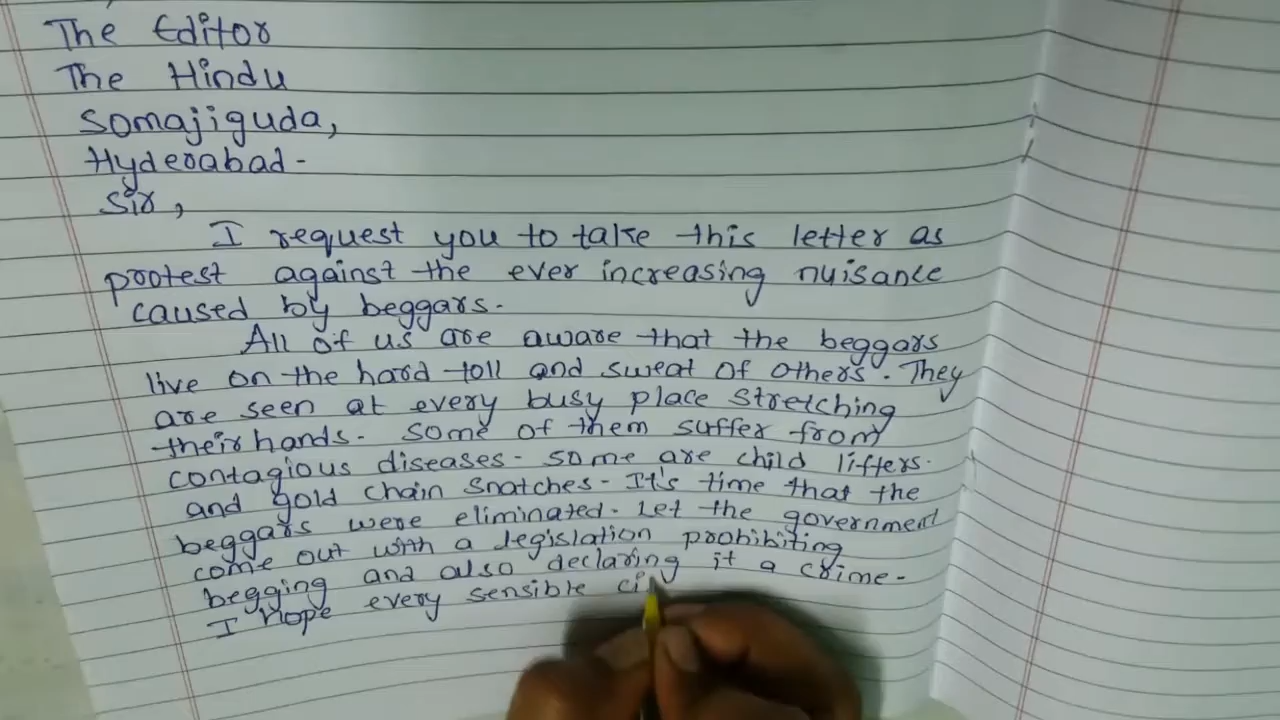 The Editor
The Hindu
Somajiguda,
Hyderabad-
Sir,
I request you to take this letter as
protest against the ever increasing nuisance
caused by beggars.
All of us are aware that the beggars
live on the hard toll and sweat of others. They
are seen at every busy place stretching
their hands. Some of them suffer from
contagious diseases. Some are child lifters.
and gold chain snatches. It's time that the
beggars were eliminated. Let the government
come out with a legislation prohibiting
begging and also declaring it a crime.
I hope every sensible ci